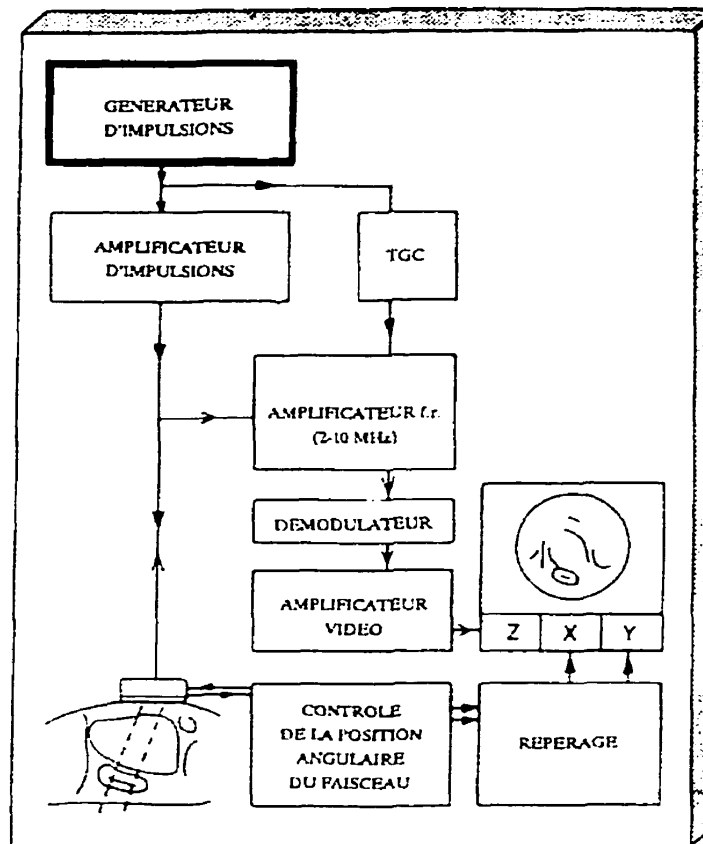 GENERATEUR
D'IMPULSIONS
AMPLIFICATEUR
D'IMPULSIONS
TGC
AMPLIFICATEUR f.r.
(2-10 MHz)
DEMODULATEUR
AMPLIFICATEUR
VIDEO
Z X Y
CONTROLE
DE LA POSITION
ANGULAIRE
DU FAISCEAU
REPERAGE